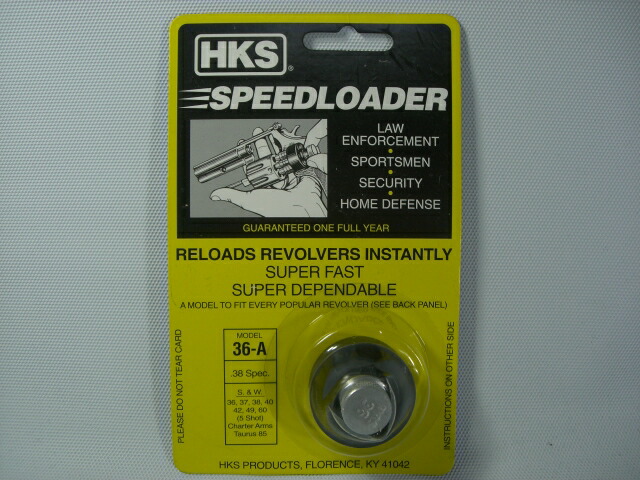 HKS®
SPEEDLOADER
LAW
ENFORCEMENT
•
SPORTSMEN
•
SECURITY
•
HOME DEFENSE
GUARANTEED ONE FULL YEAR
RELOADS REVOLVERS INSTANTLY
SUPER FAST
SUPER DEPENDABLE
A MODEL TO FIT EVERY POPULAR REVOLVER (SEE BACK PANEL)
PLEASE DO NOT TEAR CARD
MODEL
36-A
.38 Spec.
S. & W.
36, 37, 38, 40
42, 49, 60
(5 Shot)
Charter Arms
Taurus 85
36
INSTRUCTIONS ON OTHER SIDE
HKS PRODUCTS, FLORENCE, KY 41042